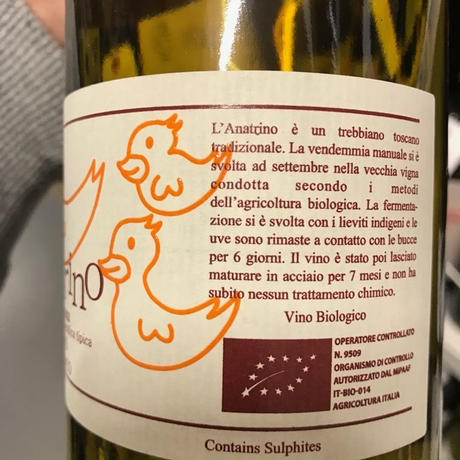 L'Anatrino è un trebbiano toscano
tradizionale. La vendemmia manuale si è
svolta ad settembre nella vecchia vigna
condotta secondo i metodi
dell'agricoltura biologica. La fermenta-
zione si è svolta con i lieviti indigeni e le
uve sono rimaste a contatto con le bucce
per 6 giorni. Il vino è stato poi lasciato
maturare in acciaio per 7 mesi e non ha
subito nessun trattamento chimico.
Vino Biologico
rino
tipica
OPERATORE CONTROLLATO
N. 9509
ORGANISMO DI CONTROLLO
AUTORIZZATO DAL MIPAAF
IT-BIO-014
AGRICOLTURA ITALIA
Contains Sulphites